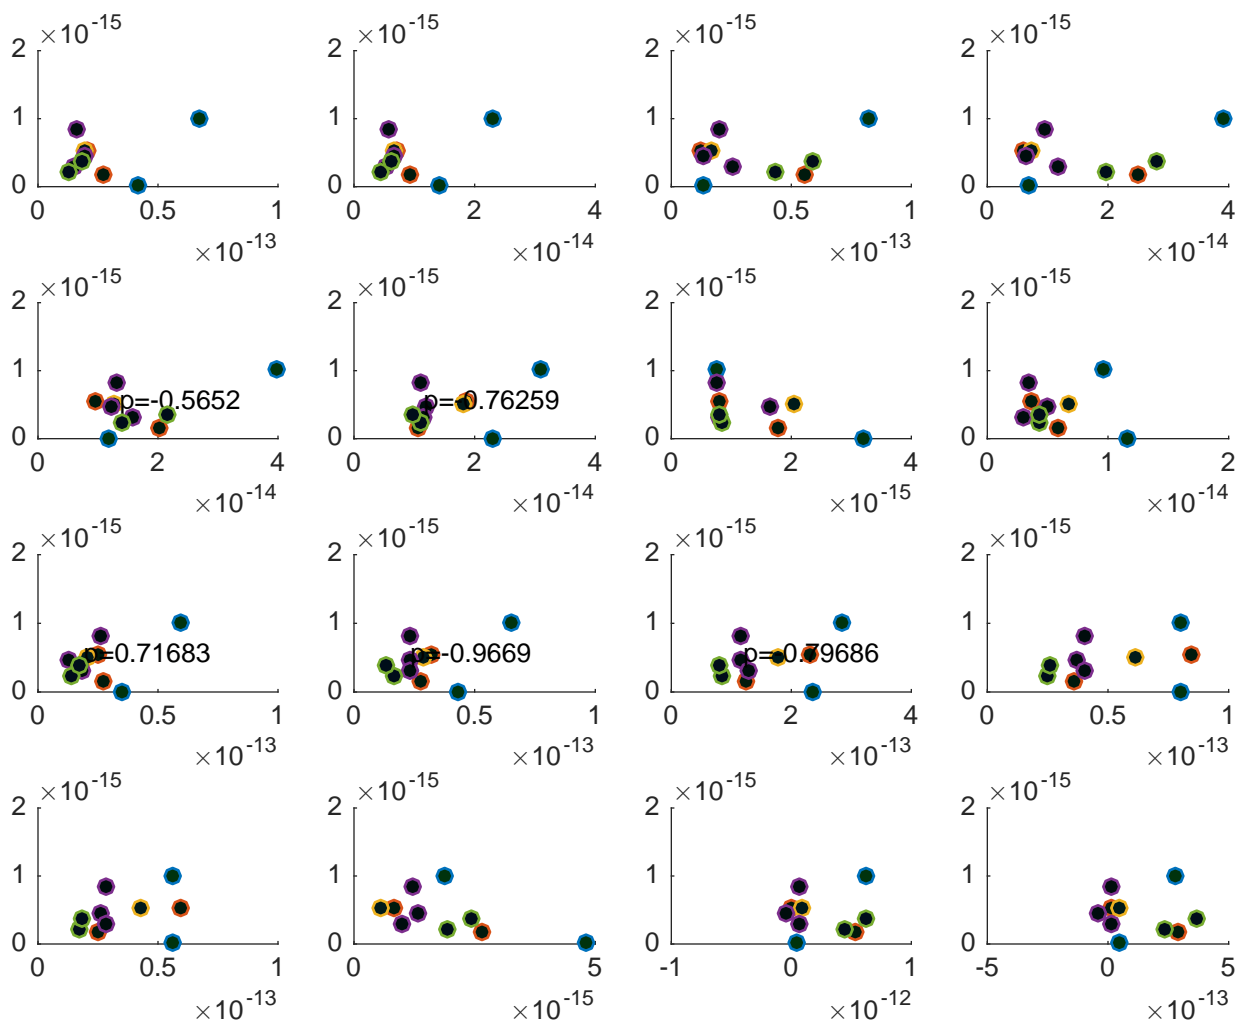 ×10-15 ×10-15 ×10-15 ×10-15
2 2 2 2
1 1 1 1
0 0 0 0
0 0.5 1 0 2 4 0 0.5 1 0 2 4
×10-13 ×10-14 ×10-13 ×10-14
×10-15 ×10-15 ×10-15 ×10-15
2 2 2 2
1 1 1 1
p=-0.5652 p=-0.76259
0 0 0 0
0 2 4 0 2 4 0 2 4 0 1 2
×10-14 ×10-14 ×10-15 ×10-14
×10-15 ×10-15 ×10-15 ×10-15
2 2 2 2
1 1 1 1
p=0.71683 p=-0.9669 p=-0.79686
0 0 0 0
0 0.5 1 0 0.5 1 0 2 4 0 0.5 1
×10-13 ×10-13 ×10-13 ×10-13
×10-15 ×10-15 ×10-15 ×10-15
2 2 2 2
1 1 1 1
0 0 0 0
0 0.5 1 0 5 -1 0 1 -5 0 5
×10-13 ×10-15 ×10-12 ×10-13